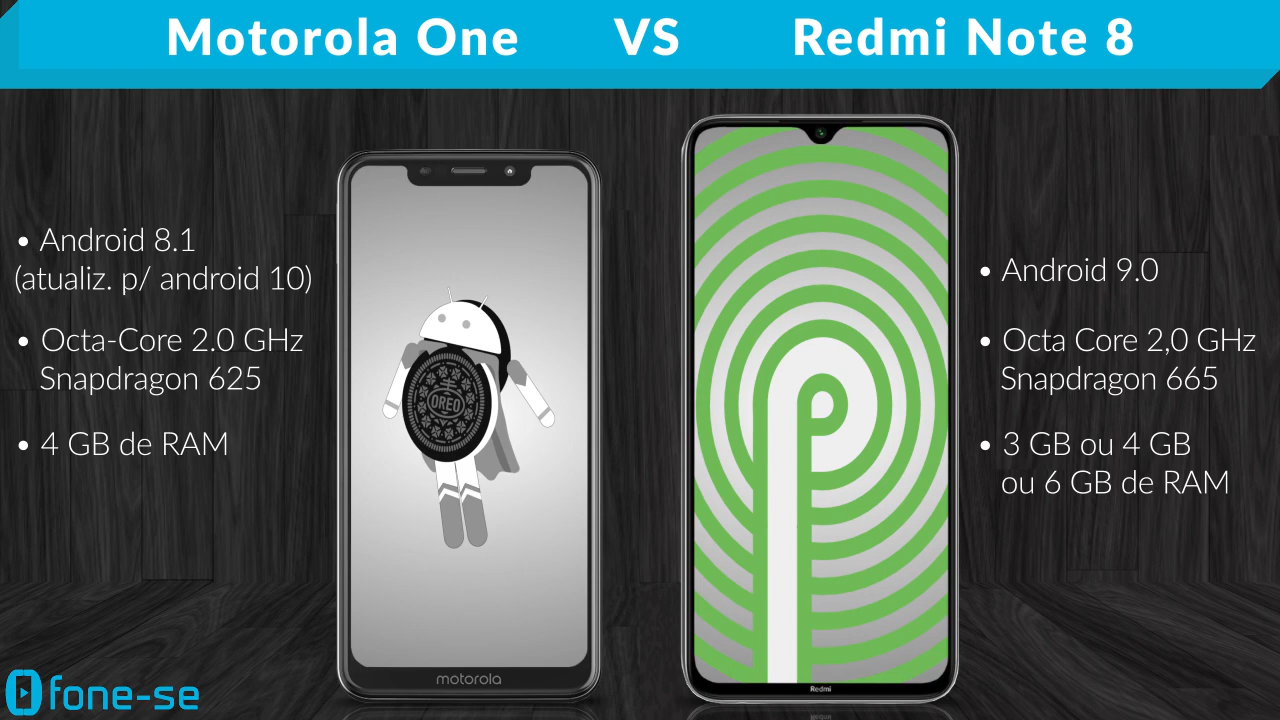 Motorola One VS Redmi Note 8
• Android 8.1
(atualiz. p/ android 10)
• Octa-Core 2.0 GHz
Snapdragon 625
• 4 GB de RAM
OREO
motorola
Redmi
• Android 9.0
• Octa Core 2,0 GHz
Snapdragon 665
• 3 GB ou 4 GB
ou 6 GB de RAM
fone-se